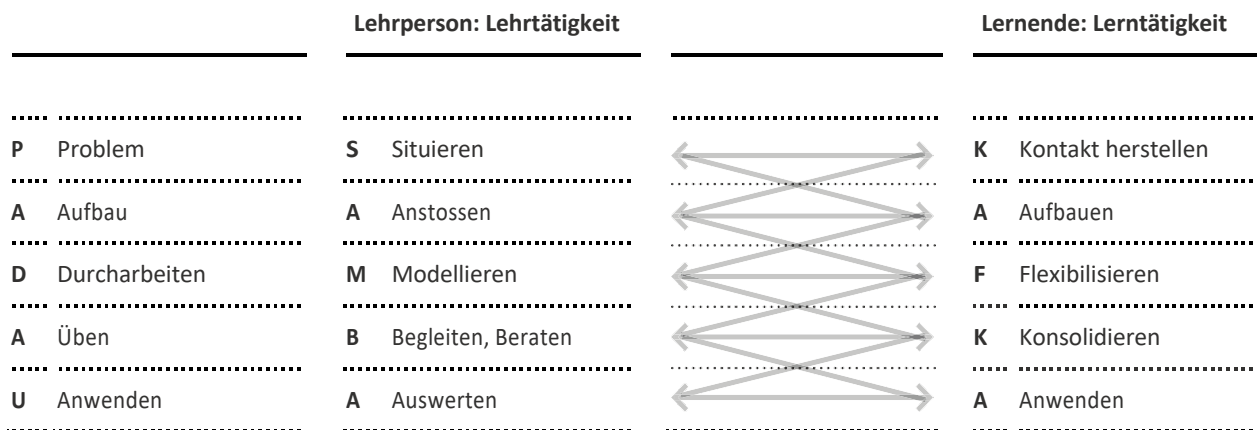 Lehrperson: Lehrtätigkeit Lernende: Lerntätigkeit
P Problem S Situieren K Kontakt herstellen
A Aufbau A Anstossen A Aufbauen
D Durcharbeiten M Modellieren F Flexibilisieren
A Üben B Begleiten, Beraten K Konsolidieren
U Anwenden A Auswerten A Anwenden